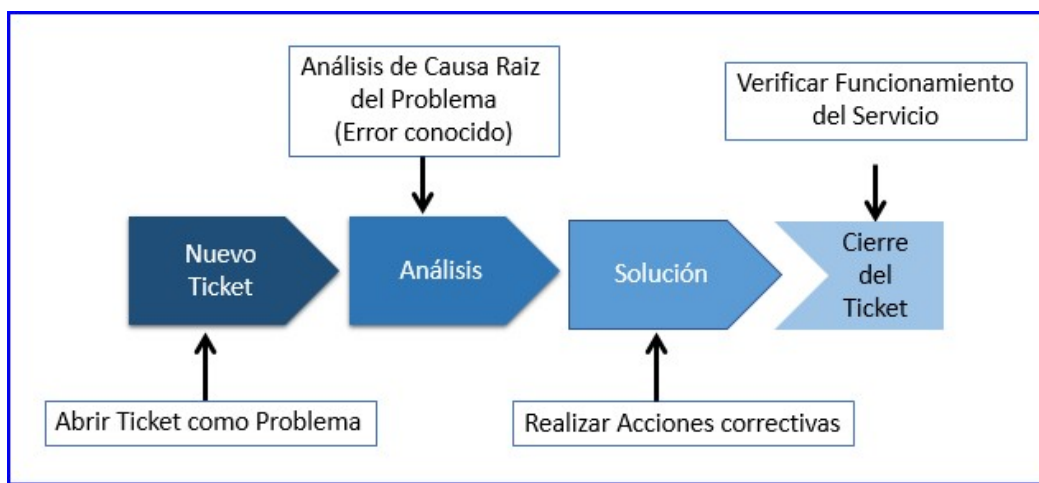 Análisis de Causa Raiz
del Problema
(Error conocido)
Verificar Funcionamiento
del Servicio
Nuevo
Ticket
Análisis
Solución
Cierre
del
Ticket
Abrir Ticket como Problema
Realizar Acciones correctivas